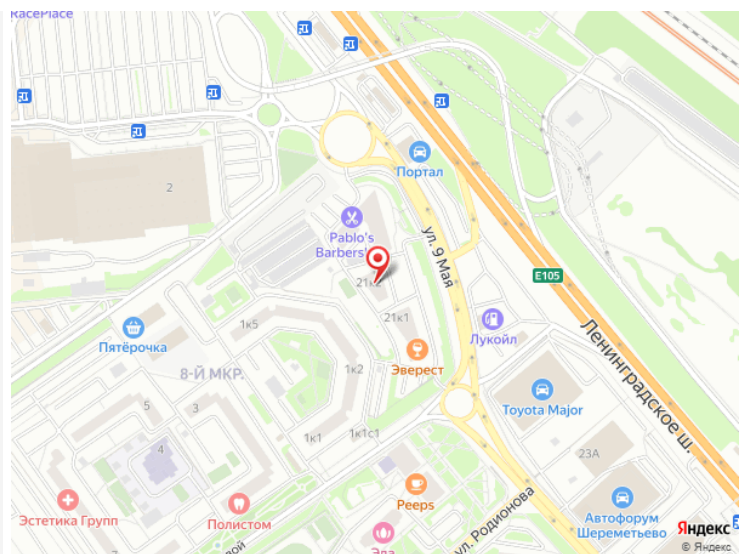 RacePlace
2
Портал
Pablo's
ул. 9 Мая
E105
21к2
21к1
1к5
Пятёрочка
Лукойл
Ленинградское ш.
1к2
Эверест
8-Й МКР.
Toyota Major
5
3
1к1
1к1с1
4
23А
Peeps
Эстетика Групп
Полистом
ул. Родионова
Автофорум
Шереметьево
Яндекс
© Яндекс